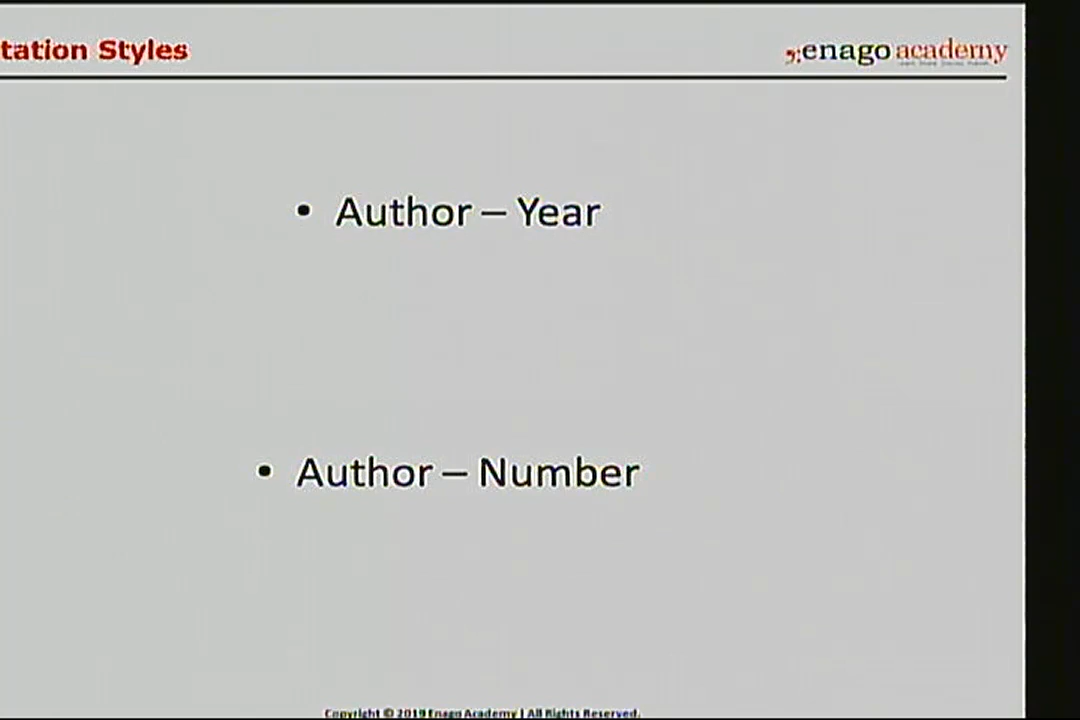 tation Styles
enago academy
• Author – Year
• Author – Number
Copyright © 2019 Enago Academy | All Rights Reserved.